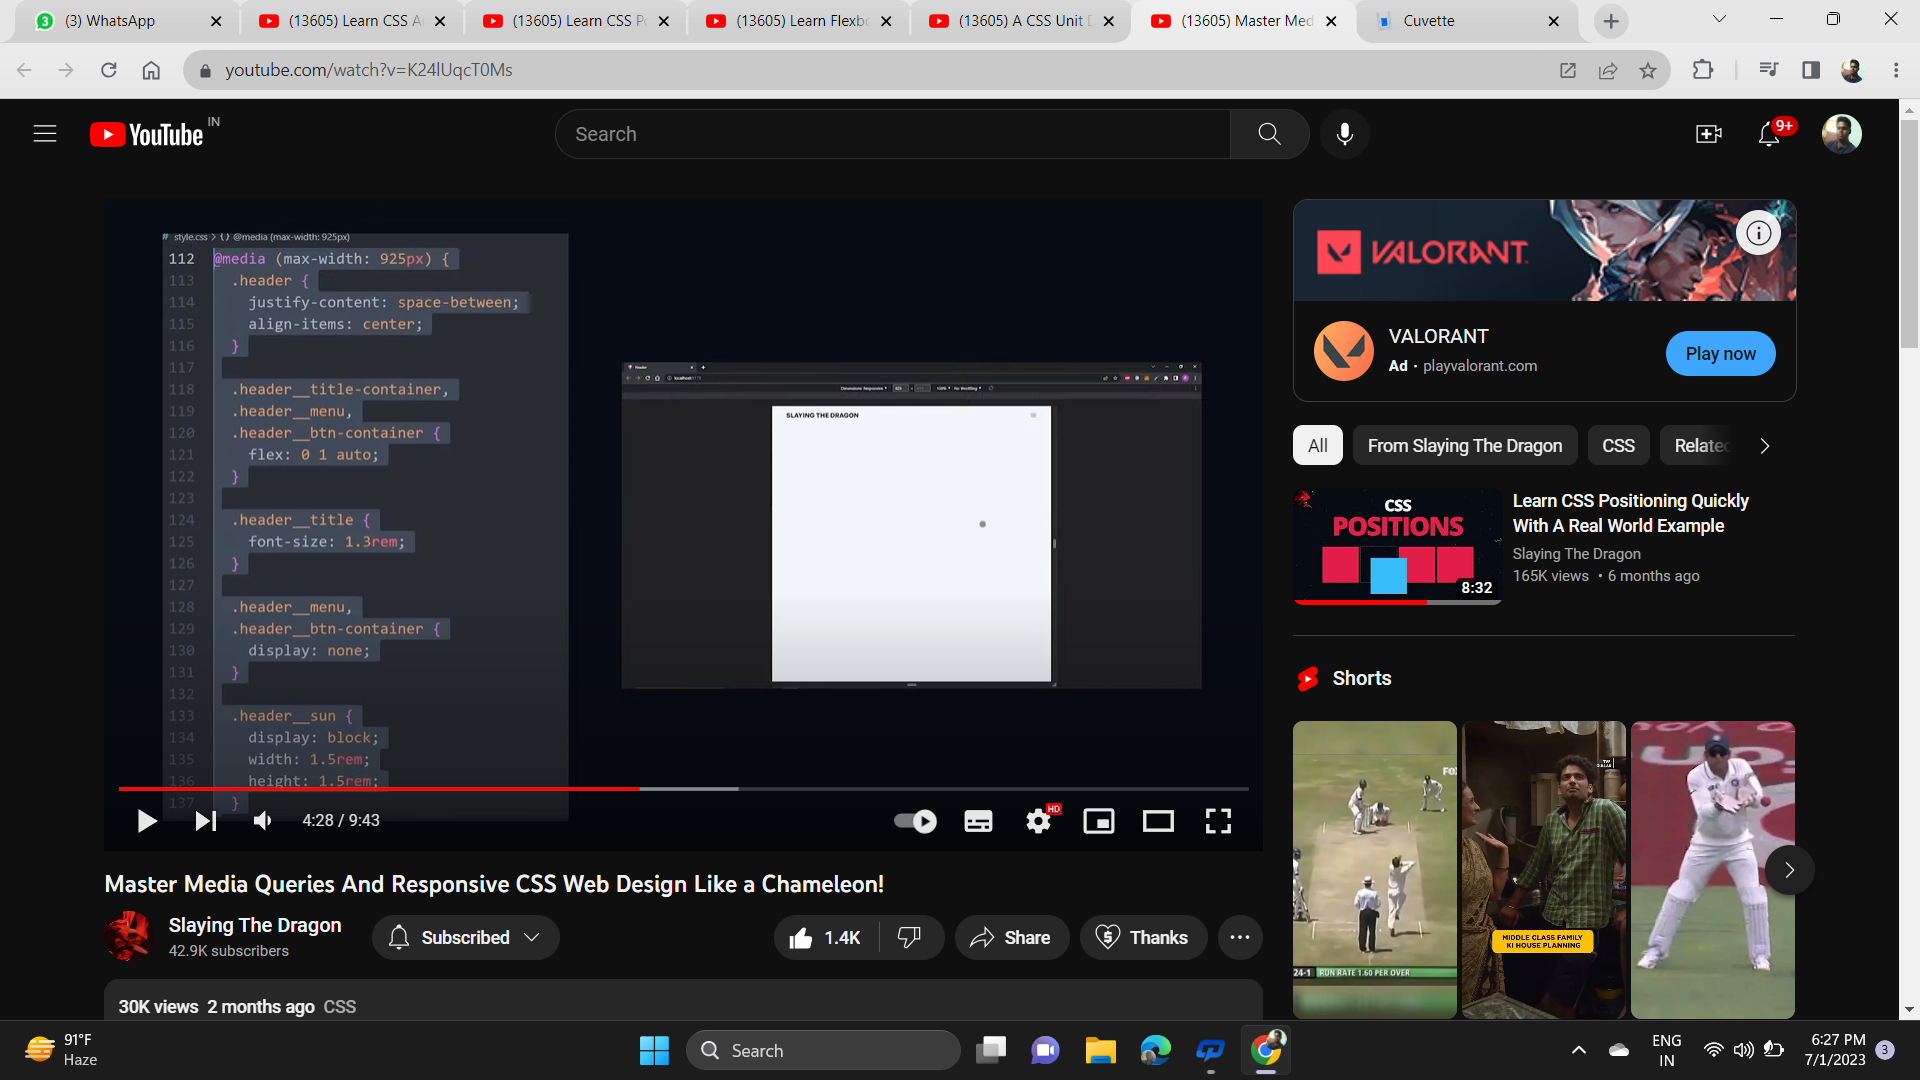 (3) WhatsApp
(13605) Learn CSS A
(13605) Learn CSS Po
(13605) Learn Flexbo
(13605) A CSS Unit D
(13605) Master Med
Cuvette
youtube.com/watch?v=K24lUqcT0Ms
YouTube IN
Search
9+
# style.css > {} @media (max-width: 925px)
112 @media (max-width: 925px) {
113 .header {
114 justify-content: space-between;
115 align-items: center;
116 }
117
118 .header__title-container,
119 .header__menu,
120 .header__btn-container {
121 flex: 0 1 auto;
122 }
123
124 .header__title {
125 font-size: 1.3rem;
126 }
127
128 .header__menu,
129 .header__btn-container {
130 display: none;
131 }
132
133 .header__sun {
134 display: block;
135 width: 1.5rem;
136 height: 1.5rem;
137 }
Header
SLAYING THE DRAGON
4:28 / 9:43
HD
Master Media Queries And Responsive CSS Web Design Like a Chameleon!
Slaying The Dragon
42.9K subscribers
Subscribed
1.4K
Share
Thanks
30K views 2 months ago CSS
VALORANT
VALORANT
Ad · playvalorant.com
Play now
All
From Slaying The Dragon
CSS
Related
CSS
POSITIONS
8:32
Learn CSS Positioning Quickly
With A Real World Example
Slaying The Dragon
165K views • 6 months ago
Shorts
FO
24-1 RUN RATE 1.60 PER OVER
MIDDLE CLASS FAMILY
KI HOUSE PLANNING
91°F
Haze
Search
ENG
IN
6:27 PM
7/1/2023
3